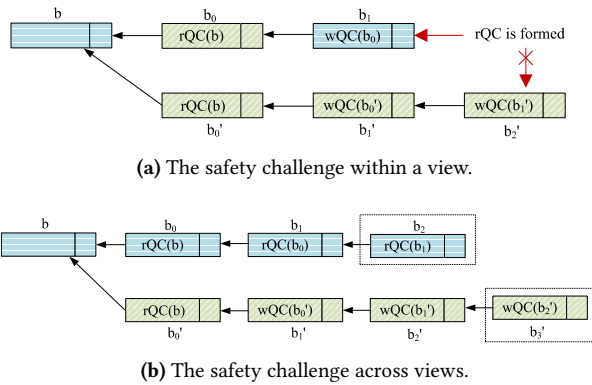 b b₀ b₁
rQC(b) wQC(b₀) rQC is formed
rQC(b) wQC(b₀') wQC(b₁')
b₀' b₁' b₂'
(a) The safety challenge within a view.
b b₀ b₁ b₂
rQC(b) rQC(b₀) rQC(b₁)
rQC(b) wQC(b₀') wQC(b₁') wQC(b₂')
b₀' b₁' b₂' b₃'
(b) The safety challenge across views.